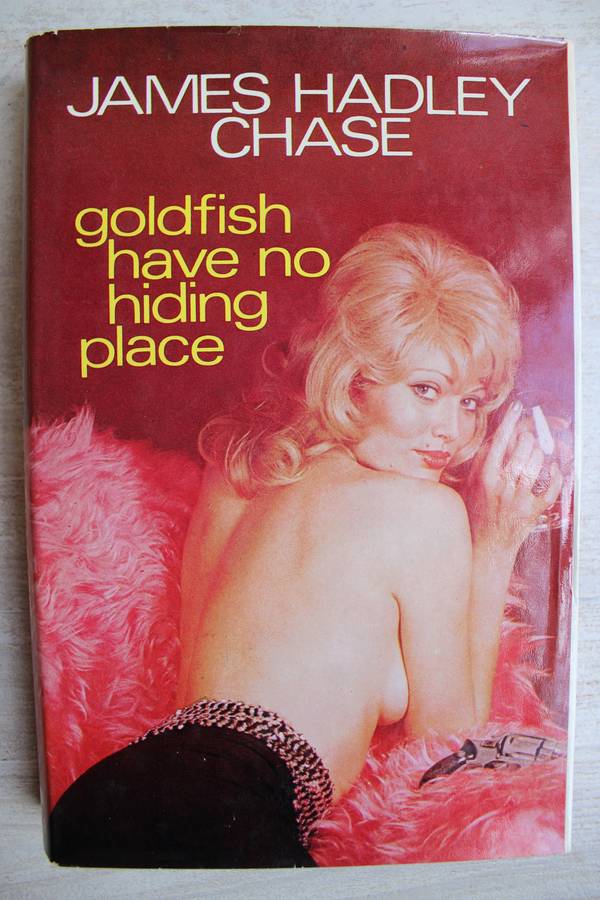 JAMES HADLEY
CHASE
goldfish
have no
hiding
place